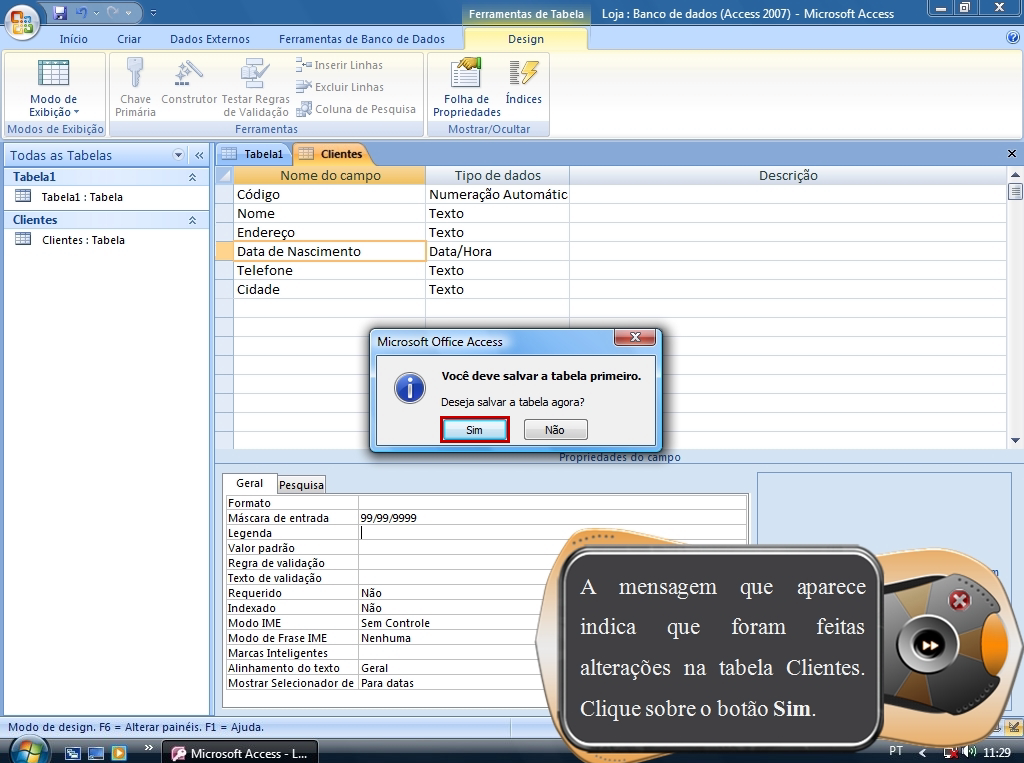 Ferramentas de Tabela
Loja : Banco de dados (Access 2007) - Microsoft Access
Início
Criar
Dados Externos
Ferramentas de Banco de Dados
Design
Modo de
Exibição
Chave
Primária
Construtor
Testar Regras
de Validação
Inserir Linhas
Excluir Linhas
Coluna de Pesquisa
Folha de
Propriedades
Índices
Modos de Exibição
Ferramentas
Mostrar/Ocultar
Todas as Tabelas
Tabela1
Tabela1 : Tabela
Clientes
Clientes : Tabela
Tabela1
Clientes
Nome do campo
Tipo de dados
Descrição
Código
Numeração Automátic
Nome
Texto
Endereço
Texto
Data de Nascimento
Data/Hora
Telefone
Texto
Cidade
Texto
Microsoft Office Access
Você deve salvar a tabela primeiro.
Deseja salvar a tabela agora?
Sim
Não
Propriedades do campo
Geral
Pesquisa
Formato
Máscara de entrada
99/99/9999
Legenda
Valor padrão
Regra de validação
Texto de validação
Requerido
Não
Indexado
Não
Modo IME
Sem Controle
Modo de Frase IME
Nenhuma
Marcas Inteligentes
Alinhamento do texto
Geral
Mostrar Selecionador de
Para datas
A mensagem que aparece
indica que foram feitas
alterações na tabela Clientes.
Clique sobre o botão Sim.
Modo de design. F6 = Alterar painéis. F1 = Ajuda.
Microsoft Access - L...
PT
11:29